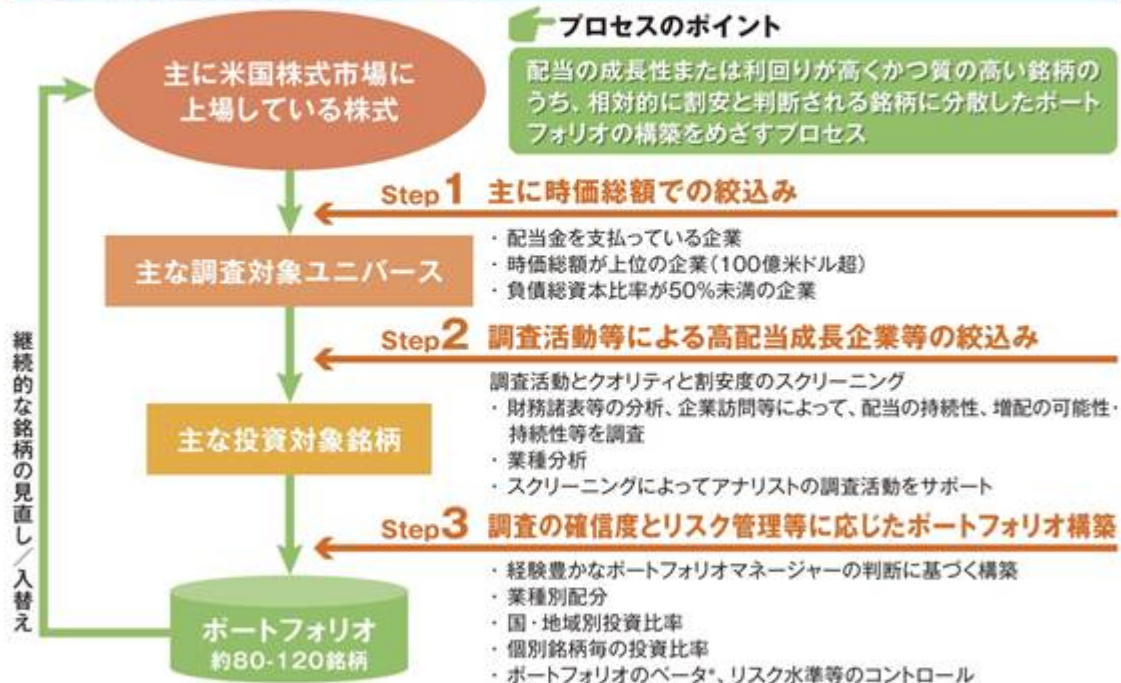 プロセスのポイント
配当の成長性または利回りが高くかつ質の高い銘柄の
うち、相対的に割安と判断される銘柄に分散したポート
フォリオの構築をめざすプロセス
主に米国株式市場に
上場している株式
Step1 主に時価総額での絞込み
・配当金を支払っている企業
・時価総額が上位の企業(100億米ドル超)
・負債総資本比率が50%未満の企業
主な調査対象ユニバース
Step2 調査活動等による高配当成長企業等の絞込み
調査活動とクオリティと割安度のスクリーニング
・財務諸表等の分析、企業訪問等によって、配当の持続性、増配の可能性・
持続性等を調査
・業種分析
・スクリーニングによってアナリストの調査活動をサポート
主な投資対象銘柄
Step3 調査の確信度とリスク管理等に応じたポートフォリオ構築
・経験豊かなポートフォリオマネージャーの判断に基づく構築
・業種別配分
・国・地域別投資比率
・個別銘柄毎の投資比率
・ポートフォリオのベータ*、リスク水準等のコントロール
ポートフォリオ
約80-120銘柄
継続的な銘柄の見直し/入替え